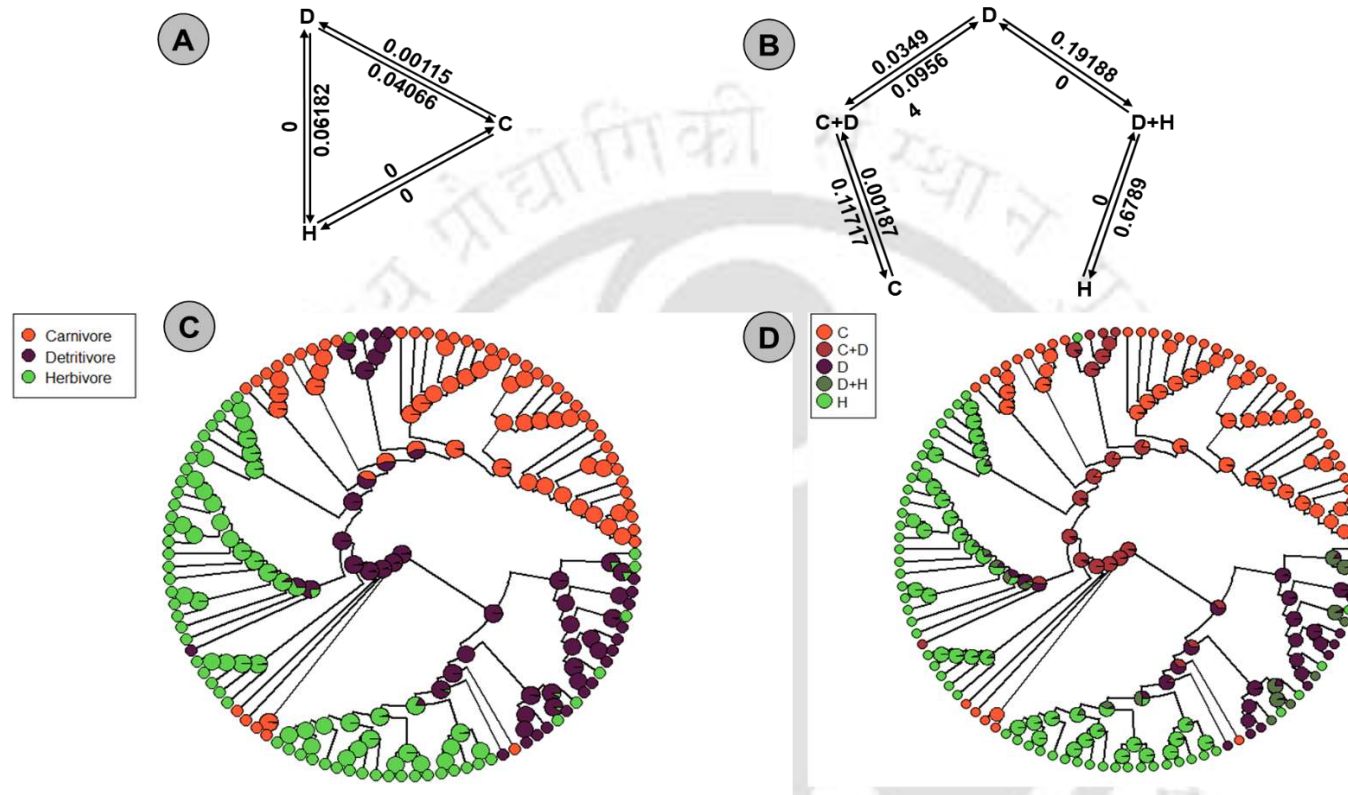 A
D
0.00115
0.04066
0
0.06182
C
0
0
H
B
D
0.0349
0.0956
4
0.19188
0
C+D
D+H
0.00187
0.11717
0
0.6789
C
H
C
Carnivore
Detritivore
Herbivore
D
C
C+D
D
D+H
H